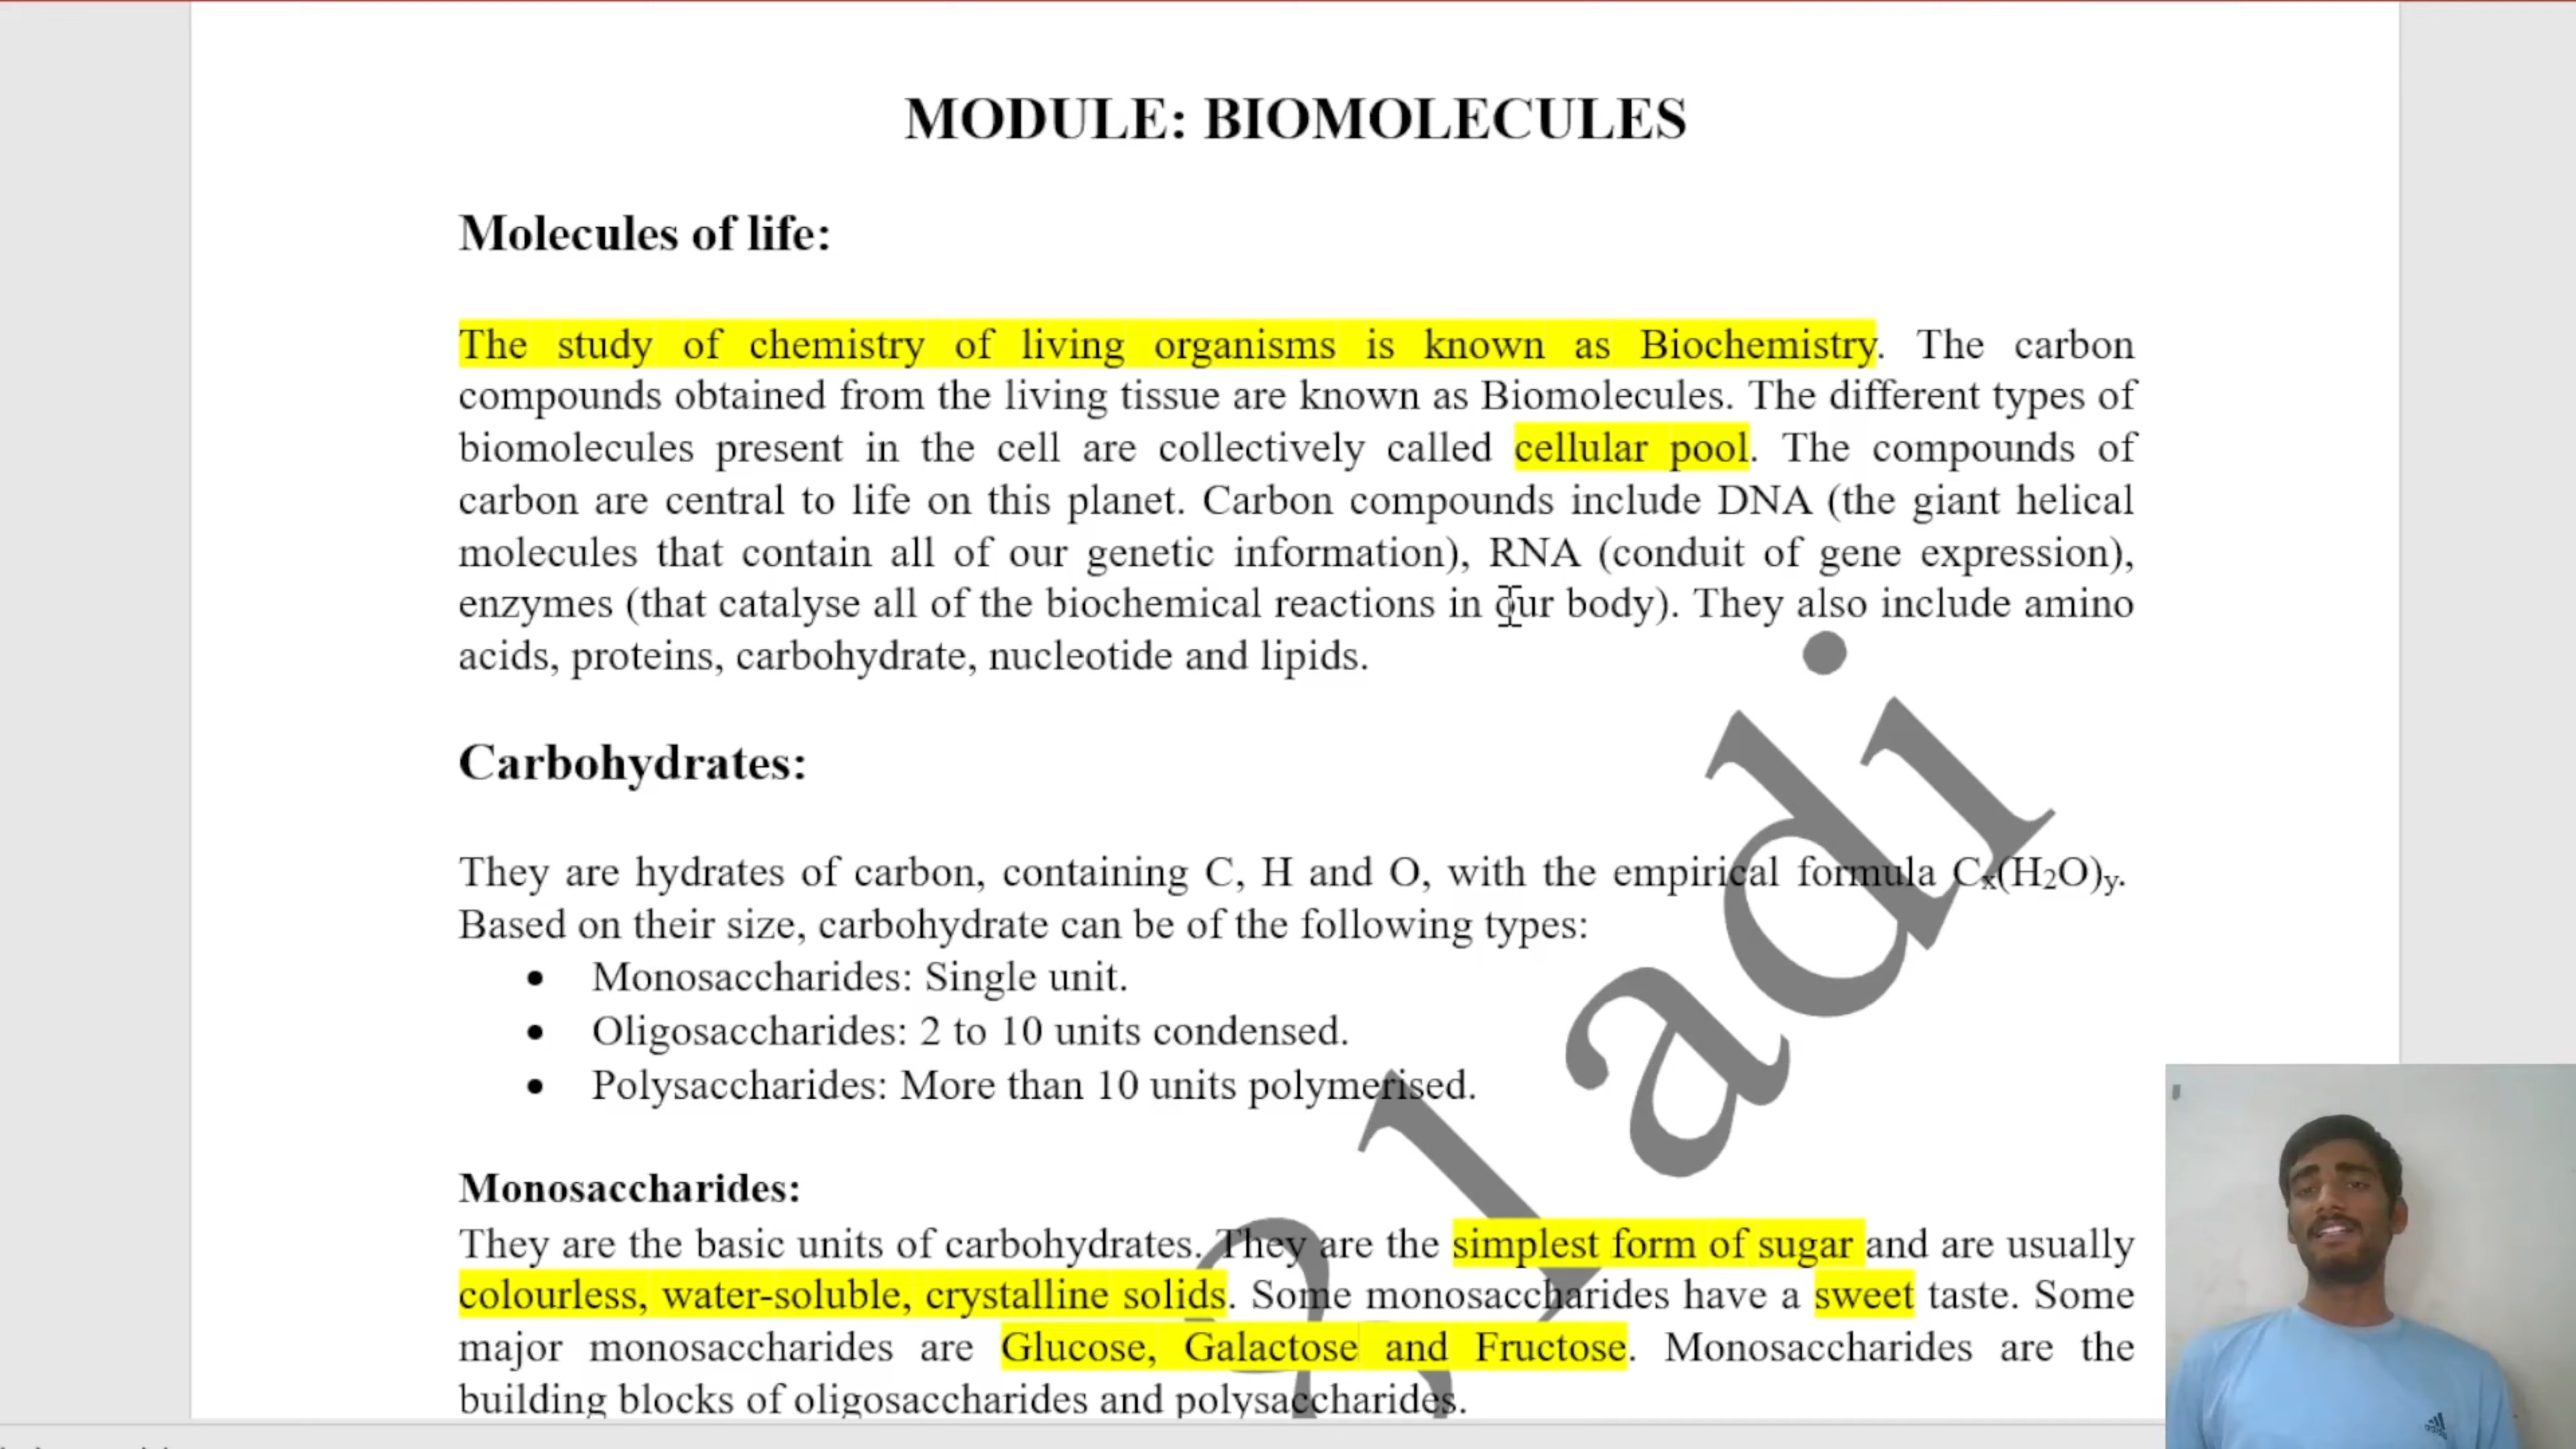 MODULE: BIOMOLECULES
Molecules of life:
The study of chemistry of living organisms is known as Biochemistry. The carbon
compounds obtained from the living tissue are known as Biomolecules. The different types of
biomolecules present in the cell are collectively called cellular pool. The compounds of
carbon are central to life on this planet. Carbon compounds include DNA (the giant helical
molecules that contain all of our genetic information), RNA (conduit of gene expression),
enzymes (that catalyse all of the biochemical reactions in our body). They also include amino
acids, proteins, carbohydrate, nucleotide and lipids.
Carbohydrates:
They are hydrates of carbon, containing C, H and O, with the empirical formula Cₓ(H₂O)ᵧ.
Based on their size, carbohydrate can be of the following types:
• Monosaccharides: Single unit.
• Oligosaccharides: 2 to 10 units condensed.
• Polysaccharides: More than 10 units polymerised.
Monosaccharides:
They are the basic units of carbohydrates. They are the simplest form of sugar and are usually
colourless, water-soluble, crystalline solids. Some monosaccharides have a sweet taste. Some
major monosaccharides are Glucose, Galactose and Fructose. Monosaccharides are the
building blocks of oligosaccharides and polysaccharides.